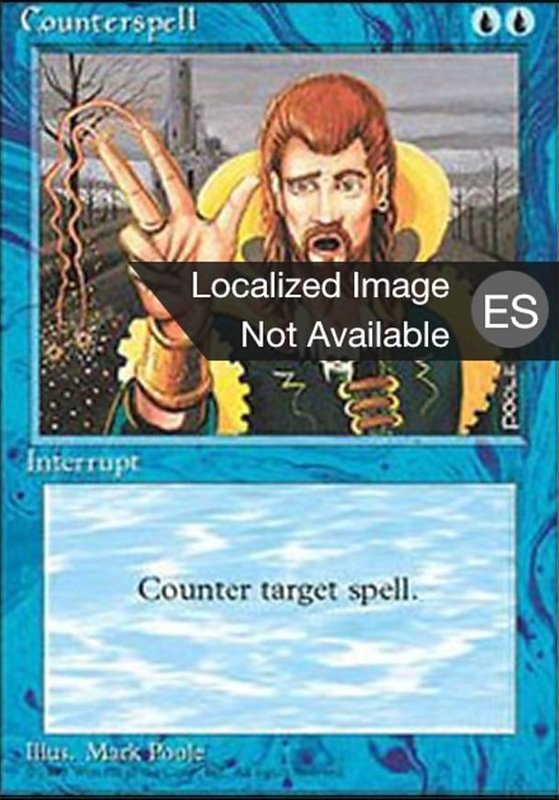 Counterspell
Localized Image
ES
Not Available
POOLE
Interrupt
Counter target spell.
Illus. Mark Poole